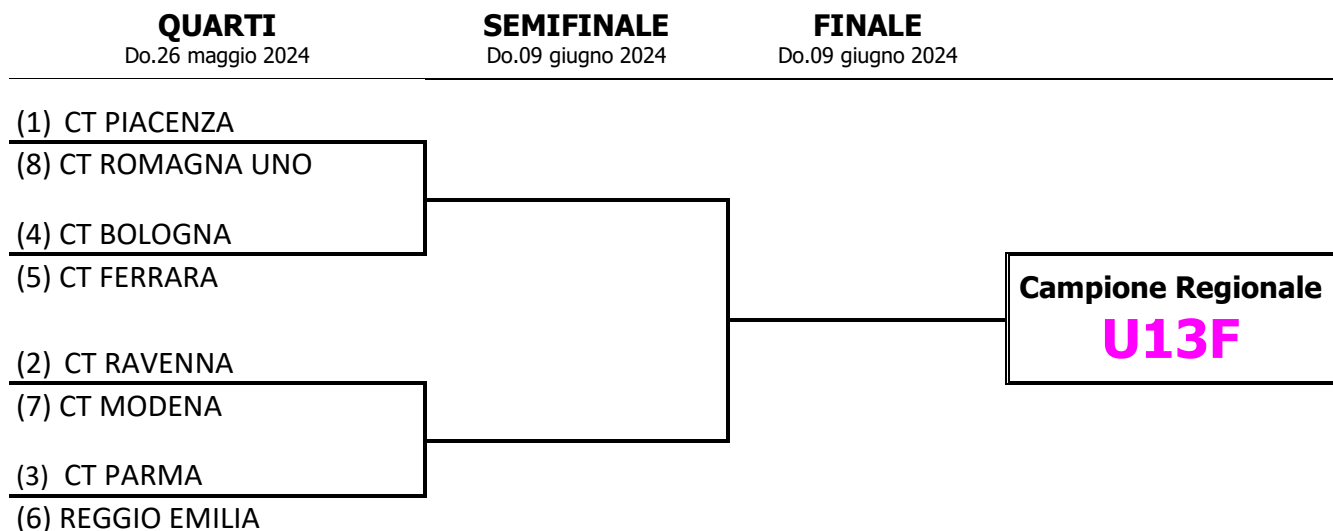 QUARTI SEMIFINALE FINALE
Do.26 maggio 2024 Do.09 giugno 2024 Do.09 giugno 2024
(1) CT PIACENZA
(8) CT ROMAGNA UNO
(4) CT BOLOGNA
(5) CT FERRARA
Campione Regionale
U13F
(2) CT RAVENNA
(7) CT MODENA
(3) CT PARMA
(6) REGGIO EMILIA